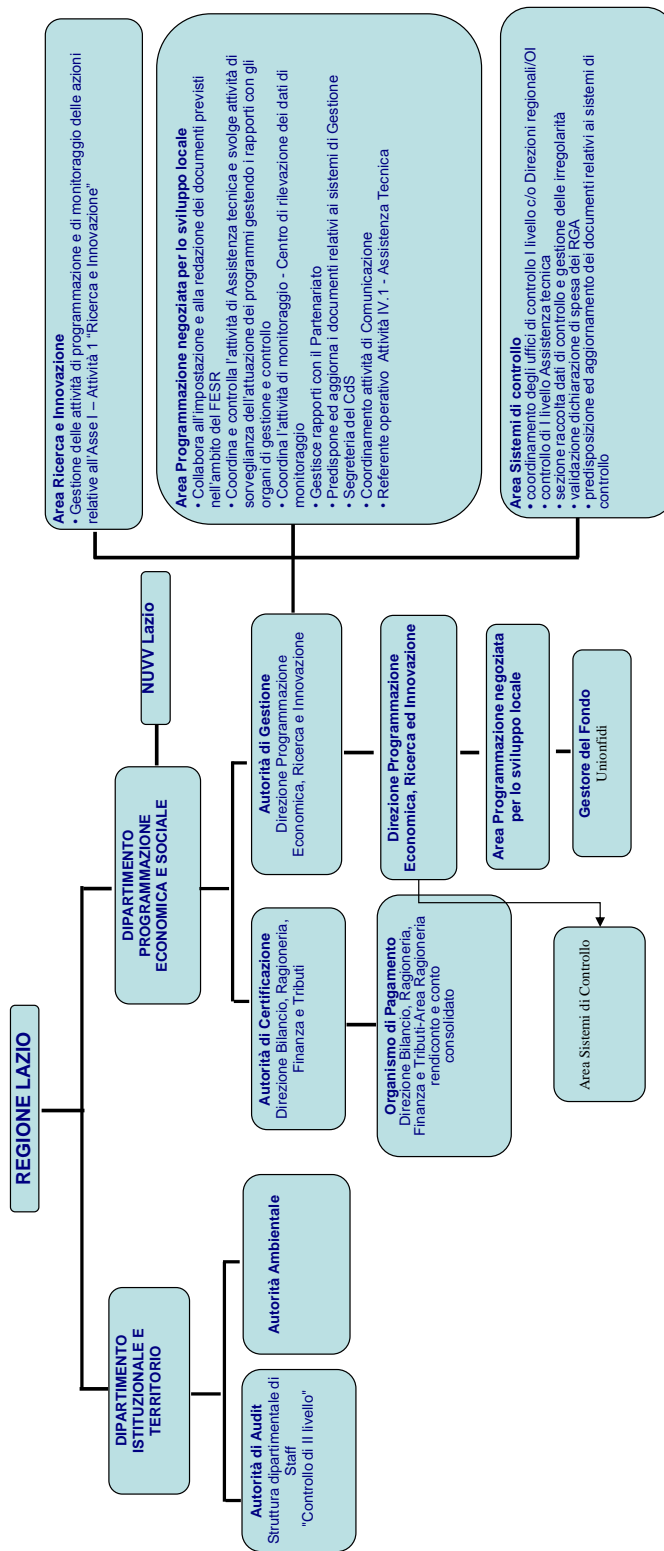 REGIONE LAZIO
DIPARTIMENTO
ISTITUZIONALE E
TERRITORIO
DIPARTIMENTO
PROGRAMMAZIONE
ECONOMICA E SOCIALE
NUVV Lazio
Autorità di Audit
Struttura dipartimentale di
Staff
"Controllo di II livello"
Autorità Ambientale
Autorità di Certificazione
Direzione Bilancio, Ragioneria,
Finanza e Tributi
Autorità di Gestione
Direzione Programmazione
Economica, Ricerca e Innovazione
Organismo di Pagamento
Direzione Bilancio, Ragioneria,
Finanza e Tributi-Area Ragioneria
rendiconto e conto
consolidato
Direzione Programmazione
Economica, Ricerca ed Innovazione
Area Programmazione negoziata
per lo sviluppo locale
Gestore del Fondo
Unionfidi
Area Sistemi di Controllo
Area Ricerca e Innovazione
• Gestione delle attività di programmazione e di monitoraggio delle azioni
relative all'Asse I – Attività 1 “Ricerca e Innovazione”
Area Programmazione negoziata per lo sviluppo locale
• Collabora all'impostazione e alla redazione dei documenti previsti
nell'ambito del FESR
• Coordina e controlla l'attività di Assistenza tecnica e svolge attività di
sorveglianza dell'attuazione dei programmi gestendo i rapporti con gli
organi di gestione e controllo
• Coordina l'attività di monitoraggio - Centro di rilevazione dei dati di
monitoraggio
• Gestisce rapporti con il Partenariato
• Predispone ed aggiorna i documenti relativi ai sistemi di Gestione
• Segreteria del CdS
• Coordinamento attività di Comunicazione
• Referente operativo Attività IV.1 - Assistenza Tecnica
Area Sistemi di controllo
• coordinamento degli uffici di controllo I livello c/o Direzioni regionali/OI
• controllo di I livello Assistenza tecnica
• sezione raccolta dati di controllo e gestione delle irregolarità
• validazione dichiarazione di spesa dei RGA
• predisposizione ed aggiornamento dei documenti relativi ai sistemi di
controllo